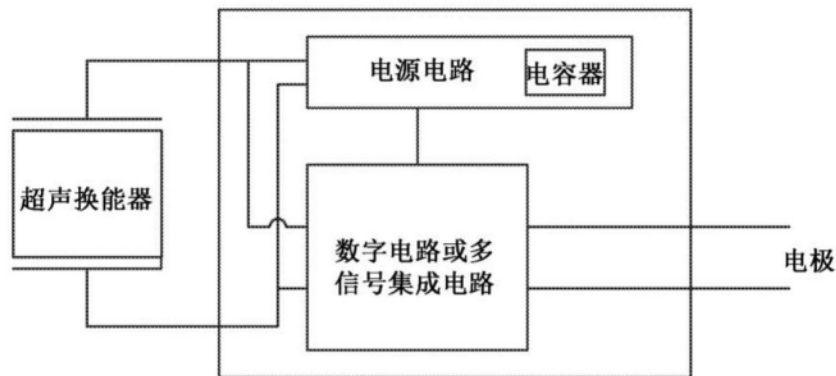 电源电路
电容器
超声换能器
数字电路或多
信号集成电路
电极